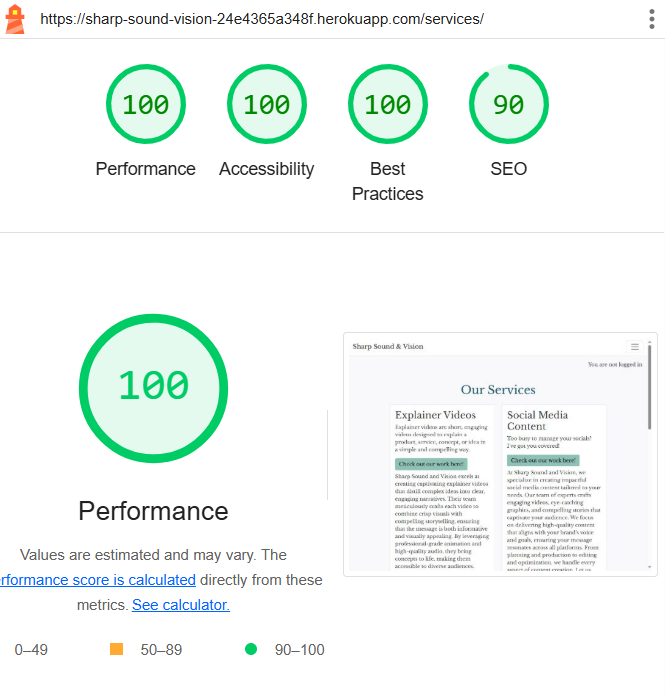 https://sharp-sound-vision-24e4365a348f.herokuapp.com/services/
100
100
100
90
Performance
Accessibility
Best
Practices
SEO
100
Performance
Values are estimated and may vary. The
rformance score is calculated directly from these
metrics. See calculator.
0–49
50–89
90–100
Sharp Sound & Vision
You are not logged in
Our Services
Explainer Videos
Explainer videos are short, engaging
videos designed to explain a
product, service, concept, or idea in
a simple and compelling way.
Check out our work here!
Sharp Sound and Vision excels at
creating captivating explainer videos
that distill complex ideas into clear,
engaging narratives. Their team
meticulously crafts each video to
combine crisp visuals with
compelling storytelling, ensuring
that the message is both informative
and visually appealing. By leveraging
professional-grade animation and
high-quality audio, they bring
concepts to life, making them
accessible to diverse audiences.
Social Media
Content
Too busy to manage your socials?
I've got you covered!
Check out our work here!
At Sharp Sound and Vision, we
specialize in creating impactful
social media content tailored to your
needs. Our team of experts crafts
engaging videos, eye-catching
graphics, and compelling stories that
captivate your audience. We focus
on delivering high-quality content
that aligns with your brand's voice
and goals, ensuring your message
resonates across all platforms. From
planning and production to editing
and optimization, we handle every
aspect of content creation. Let us